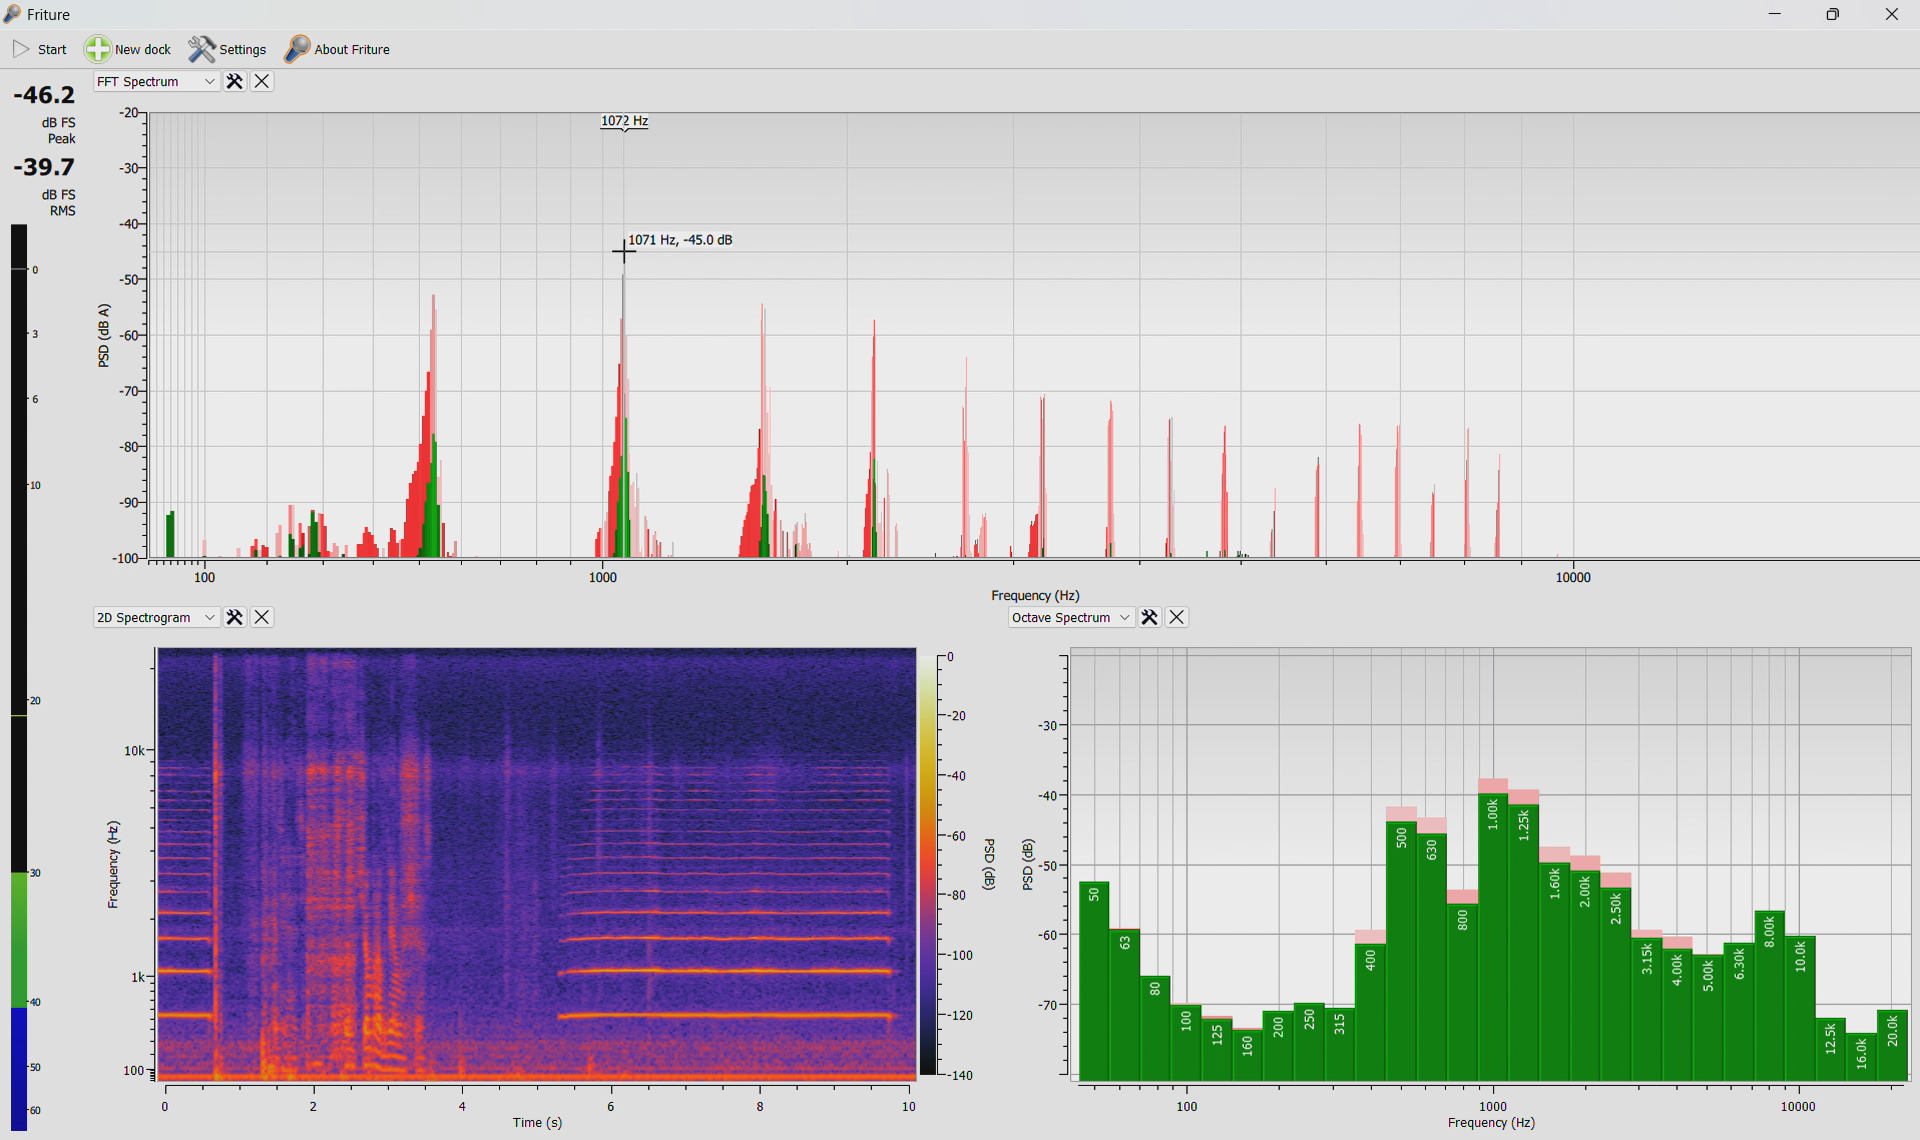 Friture
Start New dock Settings About Friture
-46.2
dB FS
Peak
-39.7
dB FS
RMS
0
3
6
10
20
30
40
50
60
FFT Spectrum
1072 Hz
1071 Hz, -45.0 dB
PSD (dB A)
-20
-30
-40
-50
-60
-70
-80
-90
-100
100 1000 10000
Frequency (Hz)
2D Spectrogram
Frequency (Hz)
10k
1k
100
0 2 4 6 8 10
Time (s)
0
-20
-40
-60
-80
-100
-120
-140
PSD (dB)
Octave Spectrum
PSD (dB)
-30
-40
-50
-60
-70
50 63 80 100 125 160 200 250 315 400 500 630 800 1.00k 1.25k 1.60k 2.00k 2.50k 3.15k 4.00k 5.00k 6.30k 8.00k 10.0k 12.5k 16.0k 20.0k
100 1000 10000
Frequency (Hz)